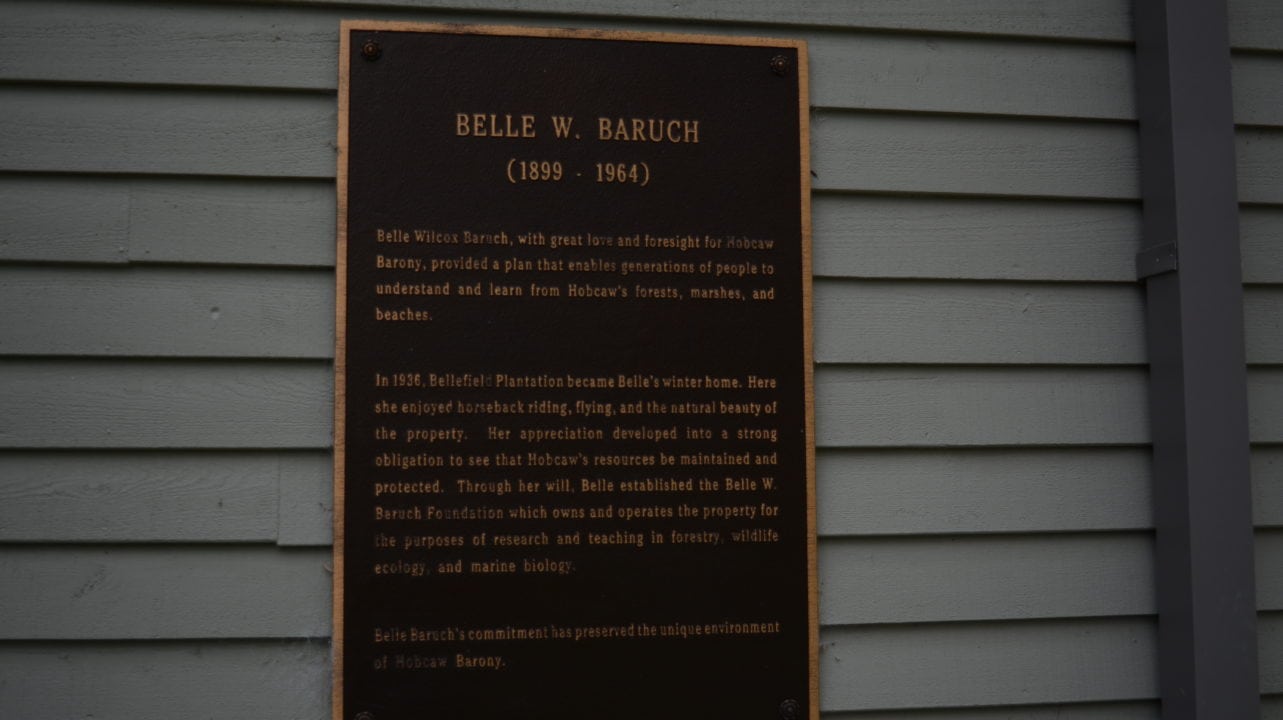 BELLE W. BARUCH
(1899 - 1964)
Belle Wilcox Baruch, with great love and foresight for Hobcaw
Barony, provided a plan that enables generations of people to
understand and learn from Hobcaw's forests, marshes, and
beaches.
In 1936, Bellefield Plantation became Belle's winter home. Here
she enjoyed horseback riding, flying, and the natural beauty of
the property. Her appreciation developed into a strong
obligation to see that Hobcaw's resources be maintained and
protected. Through her will, Belle established the Belle W.
Baruch Foundation which owns and operates the property for
the purposes of research and teaching in forestry, wildlife
ecology, and marine biology.
Belle Baruch's commitment has preserved the unique environment
of Hobcaw Barony.